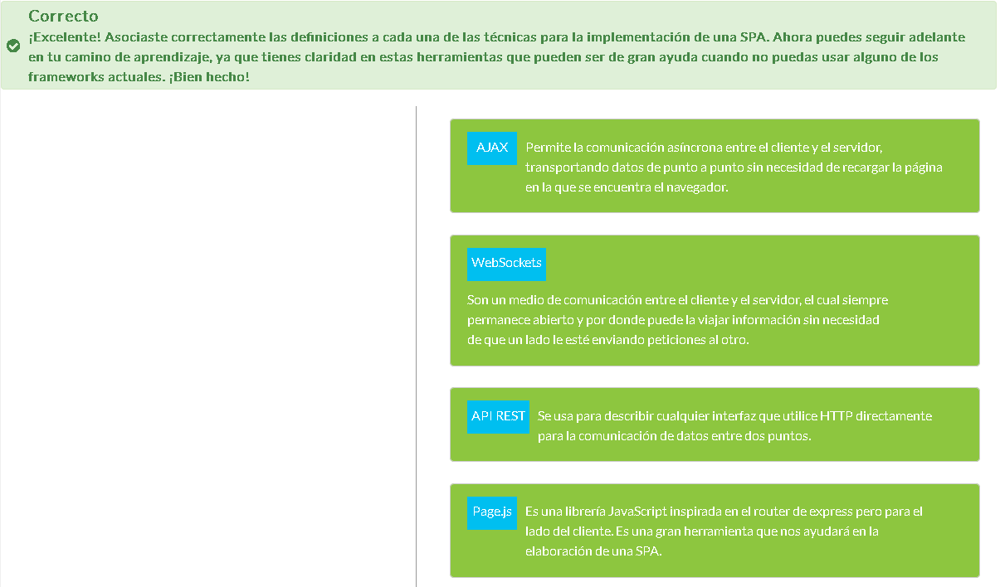 Correcto
¡Excelente! Asociaste correctamente las definiciones a cada una de las técnicas para la implementación de una SPA. Ahora puedes seguir adelante
en tu camino de aprendizaje, ya que tienes claridad en estas herramientas que pueden ser de gran ayuda cuando no puedas usar alguno de los
frameworks actuales. ¡Bien hecho!
AJAX Permite la comunicación asíncrona entre el cliente y el servidor,
transportando datos de punto a punto sin necesidad de recargar la página
en la que se encuentra el navegador.
WebSockets
Son un medio de comunicación entre el cliente y el servidor, el cual siempre
permanece abierto y por donde puede la viajar información sin necesidad
de que un lado le esté enviando peticiones al otro.
API REST Se usa para describir cualquier interfaz que utilice HTTP directamente
para la comunicación de datos entre dos puntos.
Page.js Es una librería JavaScript inspirada en el router de express pero para el
lado del cliente. Es una gran herramienta que nos ayudará en la
elaboración de una SPA.